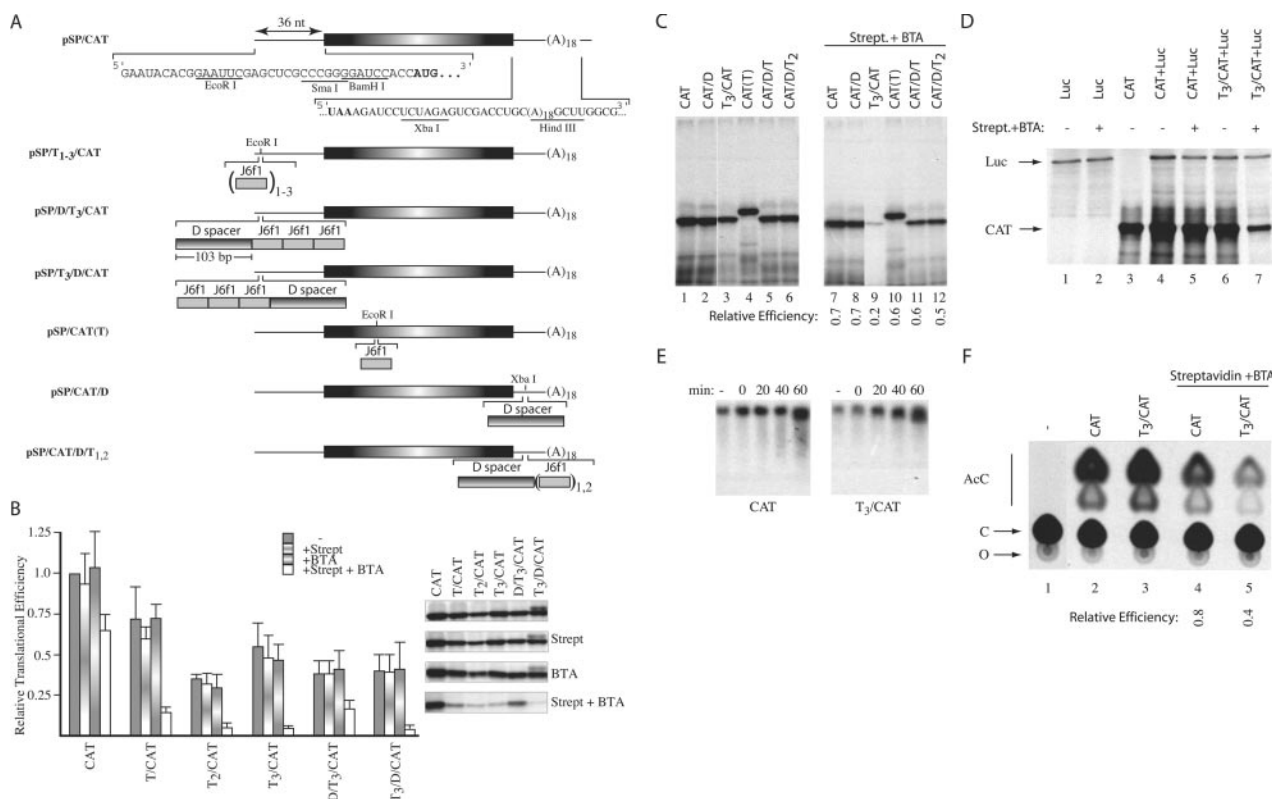 A
36 nt
pSP/CAT
(A)18
5' 3'
GAAUACACGGAAUUCGAGCUCGCCCGGGGAUCCACCAUG...
EcoR I
Sma I
BamH I
5' 3'
...UAAAGAUCCUCUAGAGUCGACCUGC(A)18GCUUGGCG...
Xba I
Hind III
pSP/T1-3/CAT
EcoR I
(A)18
(J6f1)1-3
pSP/D/T3/CAT
(A)18
D spacer J6f1 J6f1 J6f1
103 bp
pSP/T3/D/CAT
(A)18
J6f1 J6f1 J6f1 D spacer
pSP/CAT(T)
EcoR I
(A)18
J6f1
pSP/CAT/D
Xba I
(A)18
D spacer
pSP/CAT/D/T1,2
(A)18
D spacer (J6f1)1,2
B
Relative Translational Efficiency
1.25
1.0
0.75
0.5
0.25
-
+Strept
+BTA
+Strept + BTA
CAT
T/CAT
T2/CAT
T3/CAT
D/T3/CAT
T3/D/CAT
CAT
T/CAT
T2/CAT
T3/CAT
D/T3/CAT
T3/D/CAT
Strept
BTA
Strept + BTA
C
Strept. + BTA
CAT
CAT/D
T3/CAT
CAT(T)
CAT/D/T
CAT/D/T2
CAT
CAT/D
T3/CAT
CAT(T)
CAT/D/T
CAT/D/T2
1 2 3 4 5 6 7 8 9 10 11 12
Relative Efficiency: 0.7 0.7 0.2 0.6 0.6 0.5
D
Luc
Luc
CAT
CAT+Luc
CAT+Luc
T3/CAT+Luc
T3/CAT+Luc
Strept.+BTA: - + - - + - +
Luc
CAT
1 2 3 4 5 6 7
E
min: - 0 20 40 60 - 0 20 40 60
CAT
T3/CAT
F
Streptavidin +BTA
-
CAT
T3/CAT
CAT
T3/CAT
AcC
C
O
1 2 3 4 5
Relative Efficiency: 0.8 0.4